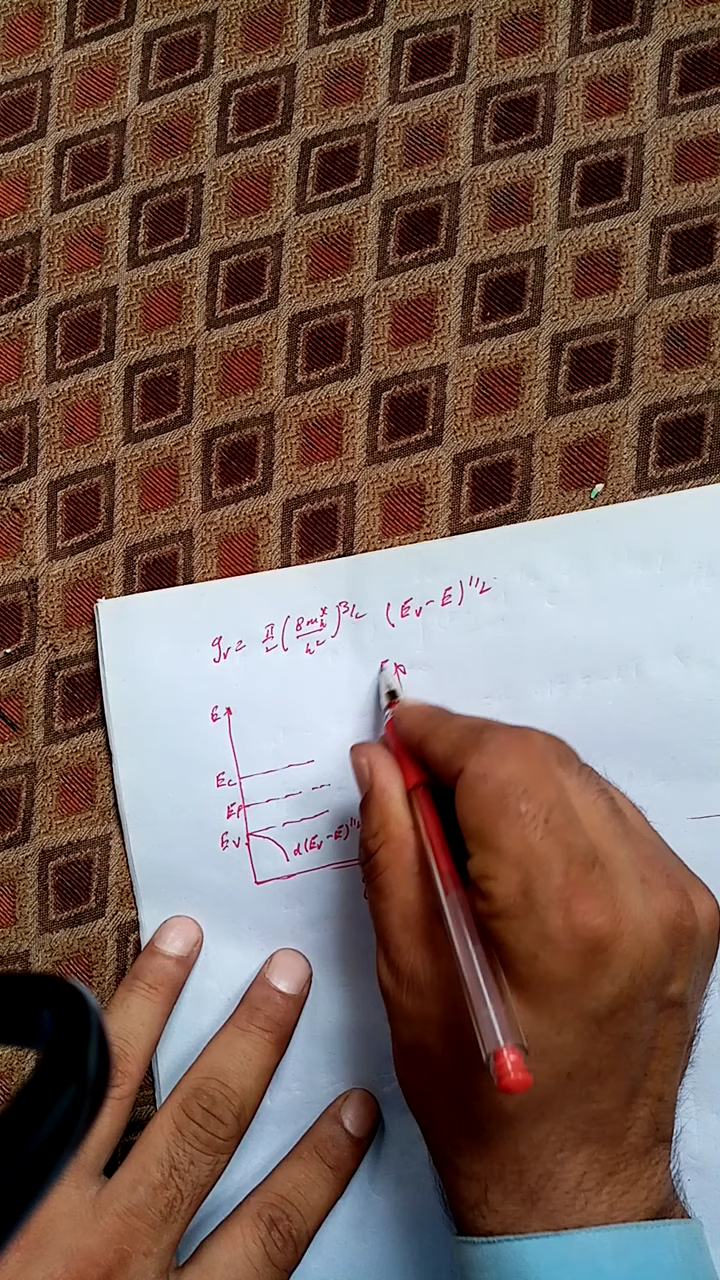 gv = π/2 (8m*h/h²)^3/2 (Ev - E)^1/2
E
Ec
EF
Ev
α(Ev - E)^1/2